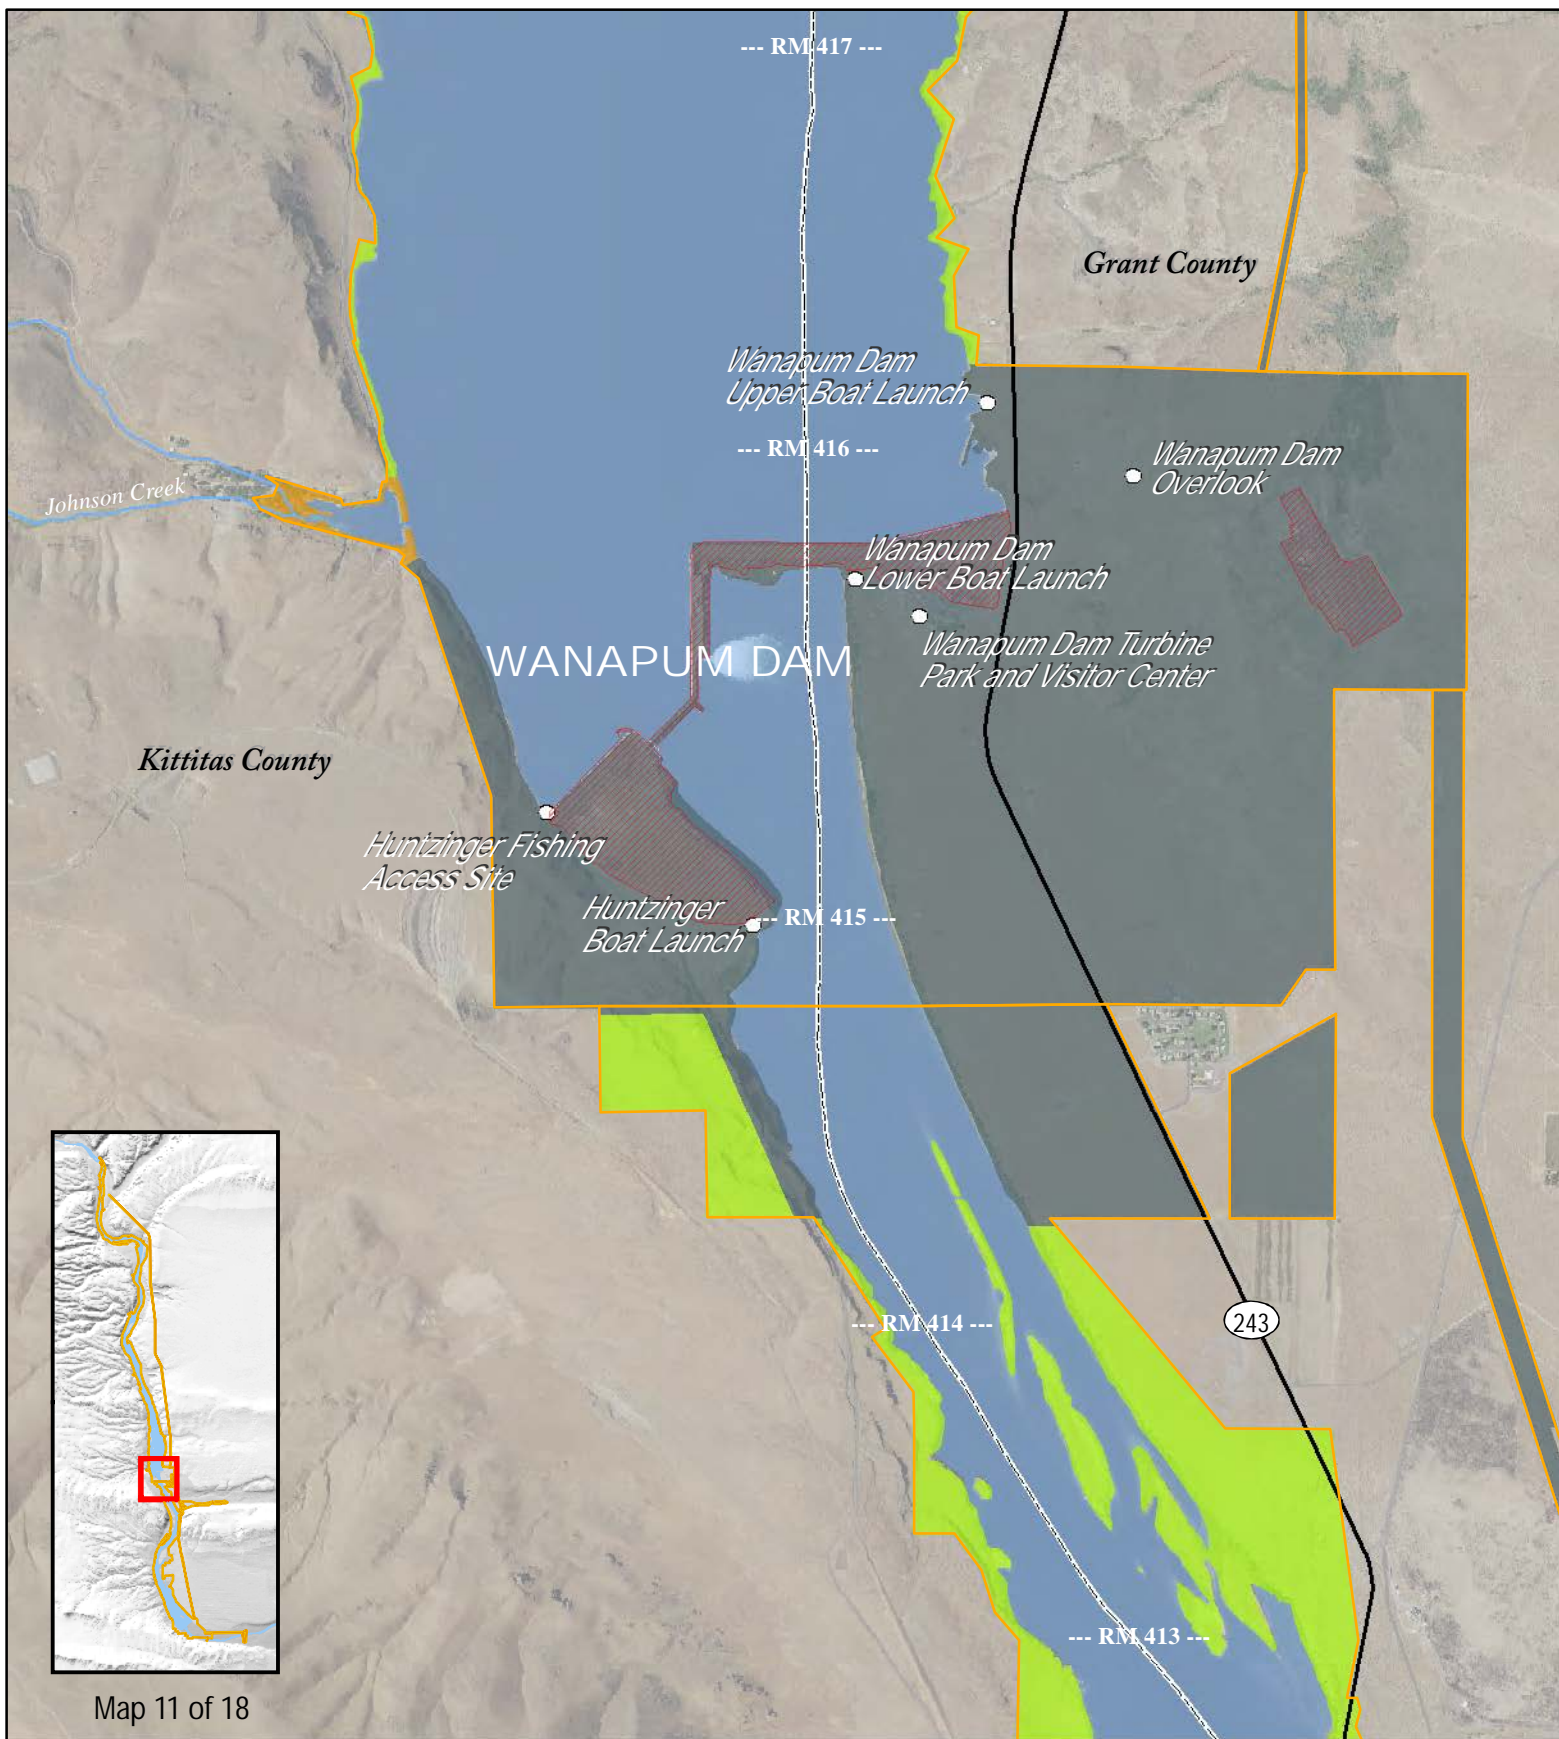 --- RM 417 ---
Grant County
Wanapum Dam
Upper Boat Launch
--- RM 416 ---
Wanapum Dam
Overlook
Johnson Creek
Wanapum Dam
Lower Boat Launch
WANAPUM DAM
Wanapum Dam Turbine
Park and Visitor Center
Kittitas County
Huntzinger Fishing
Access Site
Huntzinger
Boat Launch
--- RM 415 ---
--- RM 414 ---
243
--- RM 413 ---
Map 11 of 18